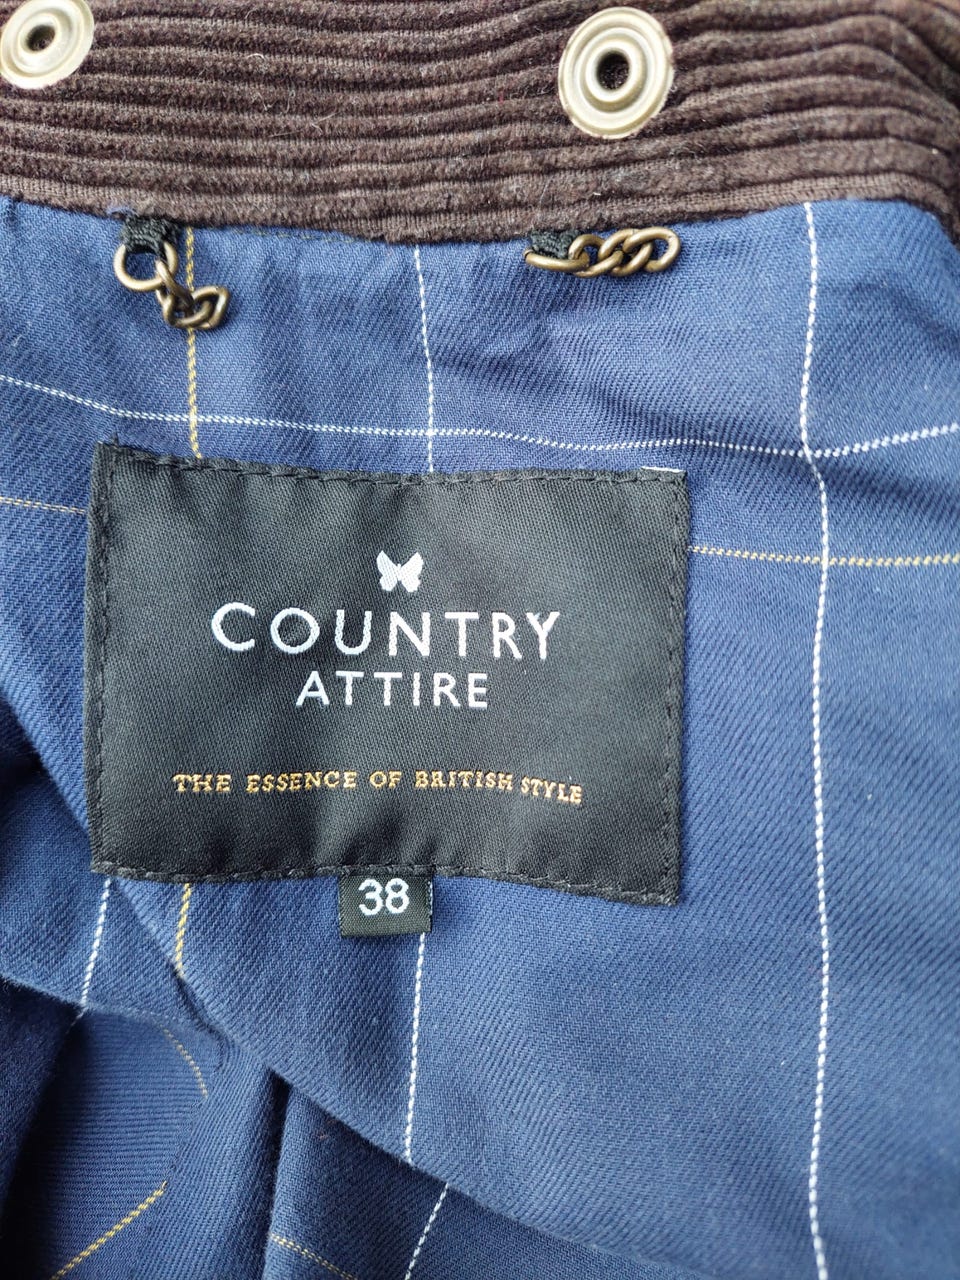 COUNTRY
ATTIRE
THE ESSENCE OF BRITISH STYLE
38